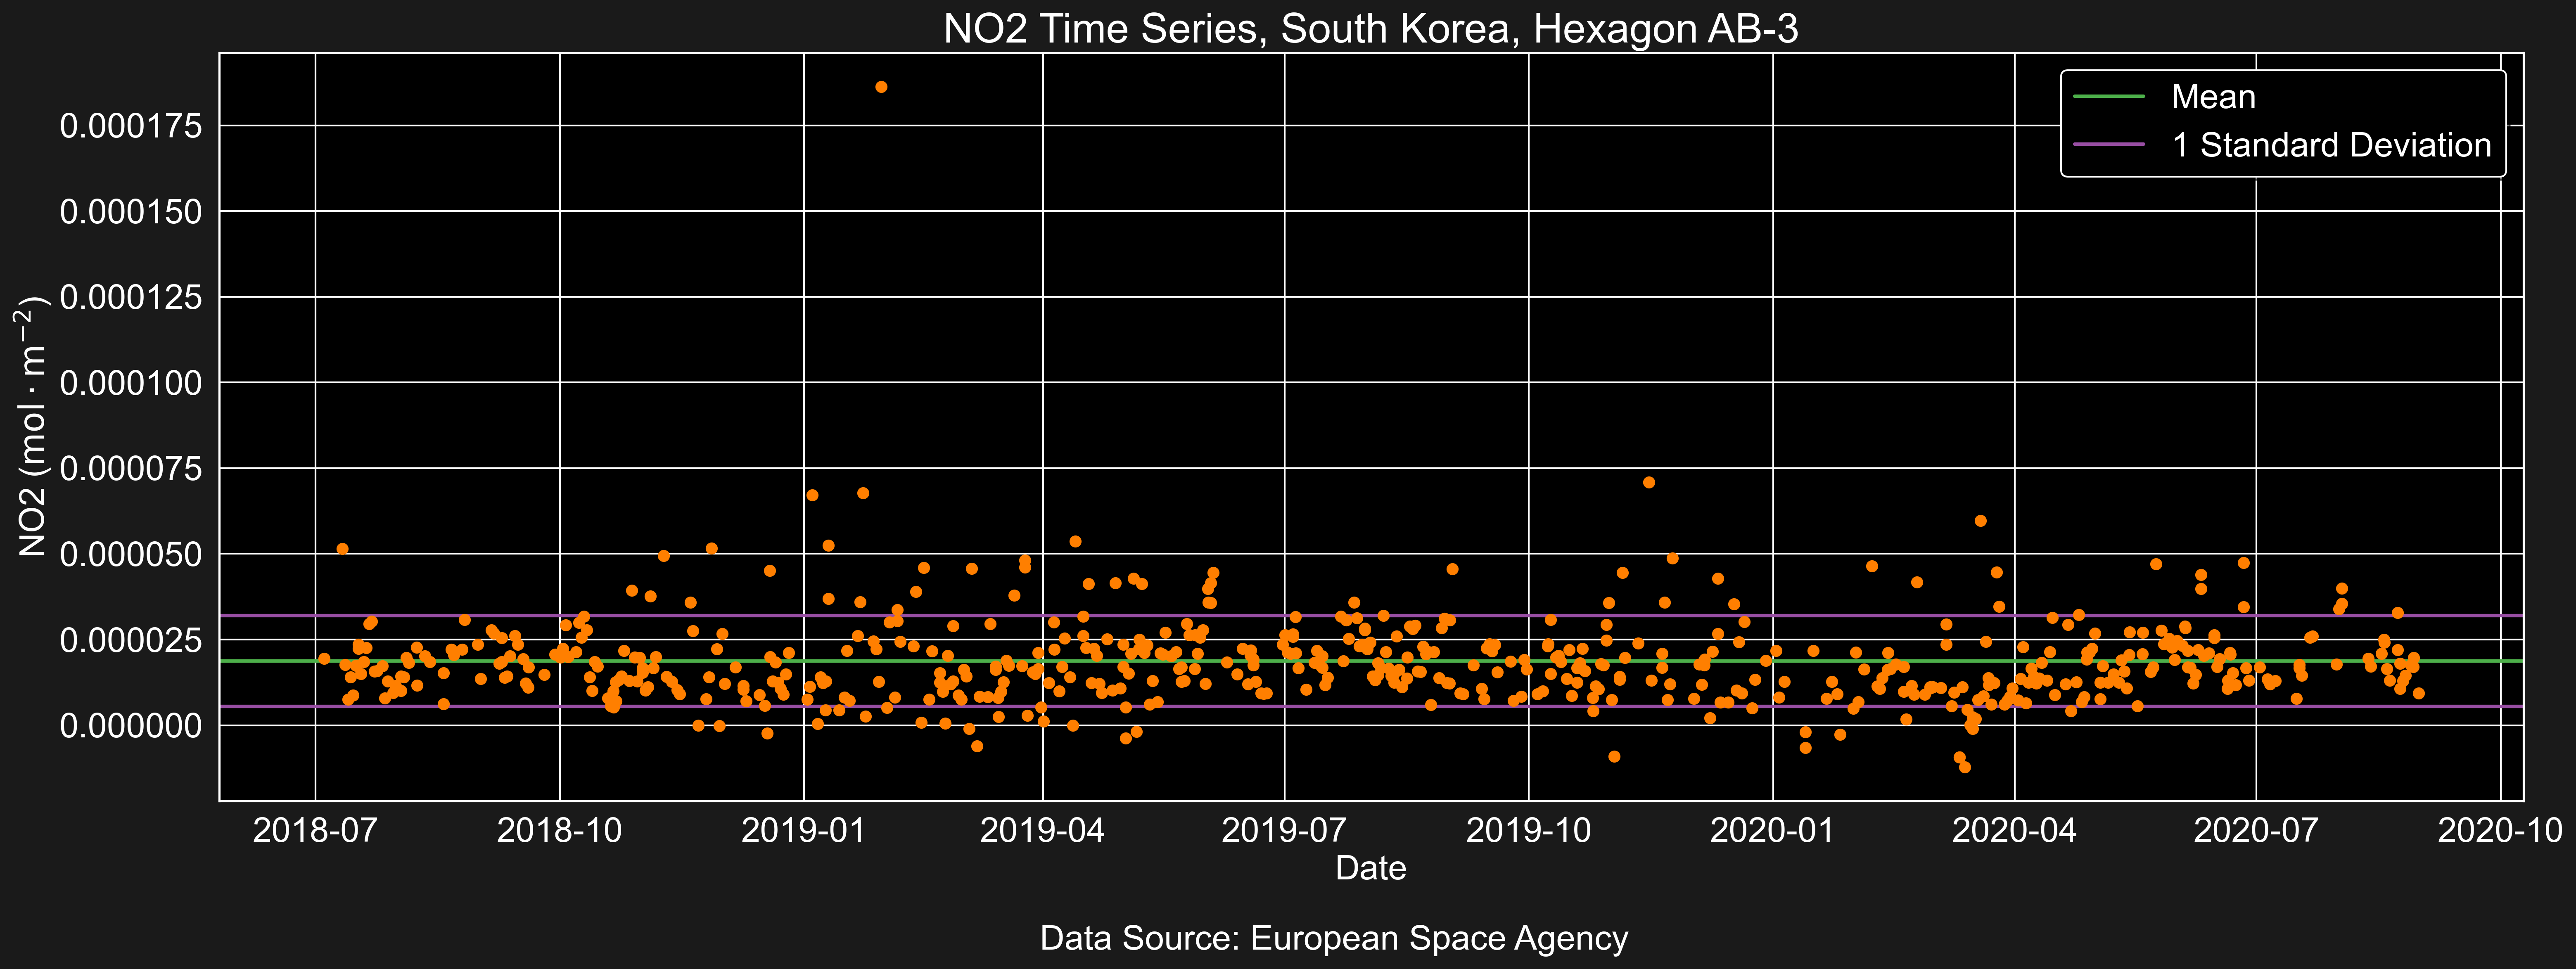 NO2 Time Series, South Korea, Hexagon AB-3
Mean
1 Standard Deviation
NO2 (mol · m⁻²)
0.000175
0.000150
0.000125
0.000100
0.000075
0.000050
0.000025
0.000000
2018-07 2018-10 2019-01 2019-04 2019-07 2019-10 2020-01 2020-04 2020-07 2020-10
Date
Data Source: European Space Agency